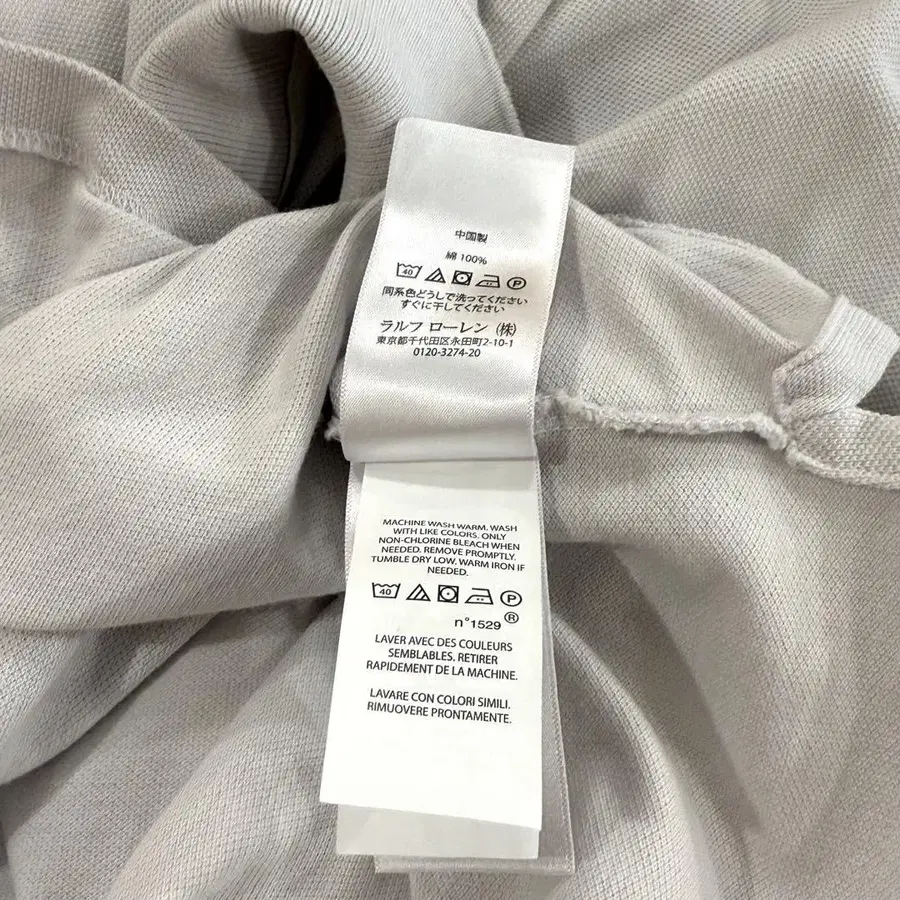 中国製
綿 100%
40 P
同系色どうしで洗ってください
すぐに干してください
ラルフ ローレン (株)
東京都千代田区永田町2-10-1
0120-3274-20
MACHINE WASH WARM. WASH
WITH LIKE COLORS. ONLY
NON-CHLORINE BLEACH WHEN
NEEDED. REMOVE PROMPTLY.
TUMBLE DRY LOW. WARM IRON IF
NEEDED.
40 P
n°1529 ®
LAVER AVEC DES COULEURS
SEMBLABLES. RETIRER
RAPIDEMENT DE LA MACHINE.
LAVARE CON COLORI SIMILI.
RIMUOVERE PRONTAMENTE.